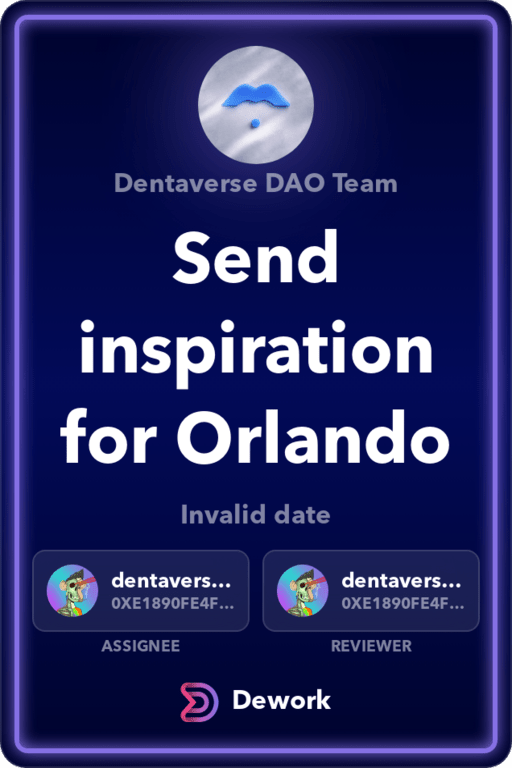 Dentaverse DAO Team
Send
inspiration
for Orlando
Invalid date
dentavers...
0XE1890FE4F...
ASSIGNEE
dentavers...
0XE1890FE4F...
REVIEWER
Dework